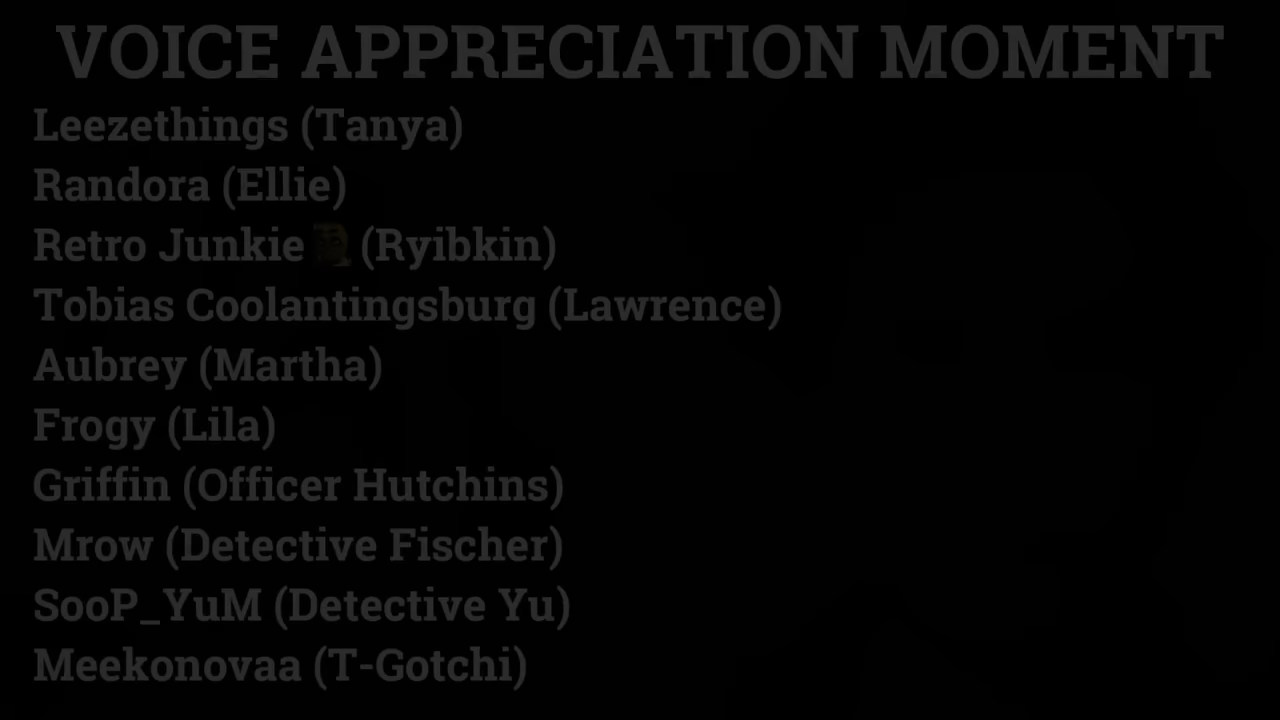 VOICE APPRECIATION MOMENT
Leezethings (Tanya)
Randora (Ellie)
Retro Junkie (Ryibkin)
Tobias Coolantingsburg (Lawrence)
Aubrey (Martha)
Frogy (Lila)
Griffin (Officer Hutchins)
Mrow (Detective Fischer)
SooP_YuM (Detective Yu)
Meekonovaa (T-Gotchi)